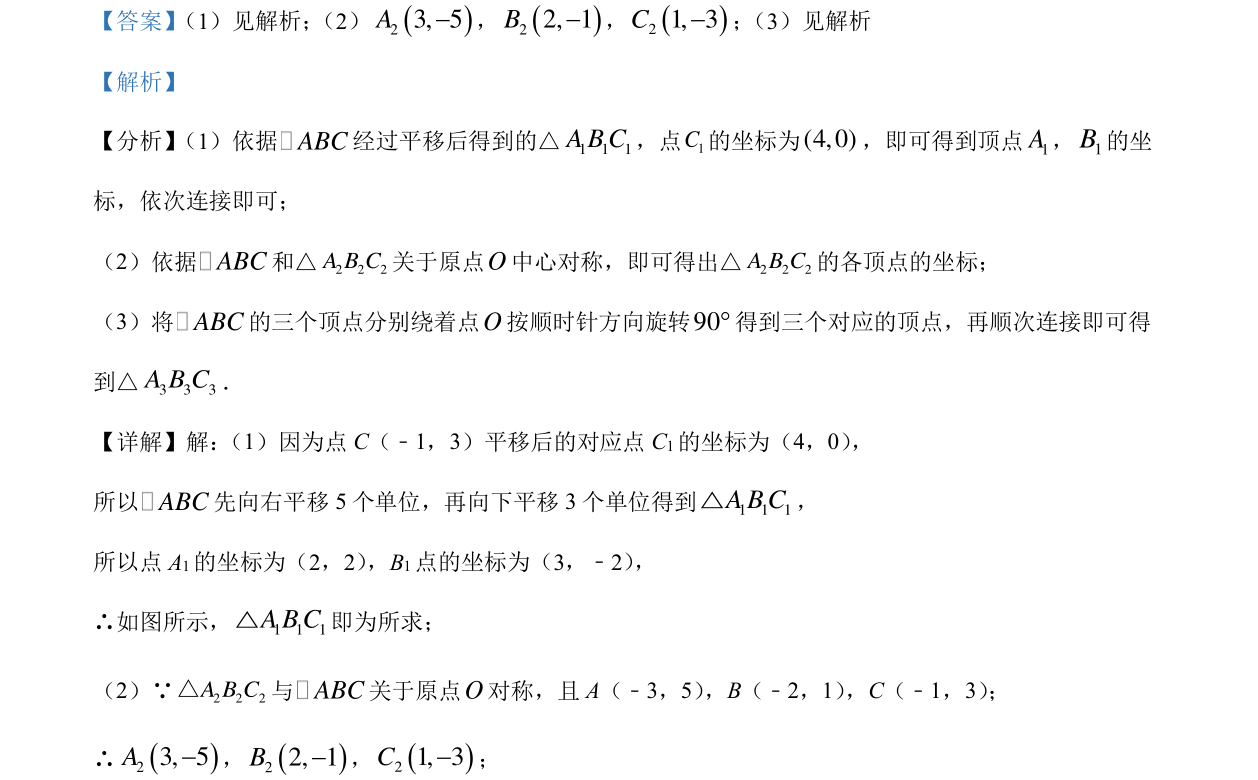 【答案】（1）见解析；（2）A₂(3,−5)，B₂(2,−1)，C₂(1,−3)；（3）见解析
【解析】
【分析】（1）依据□ABC经过平移后得到的△A₁B₁C₁，点C₁的坐标为(4,0)，即可得到顶点A₁，B₁的坐
标，依次连接即可；
（2）依据□ABC和△A₂B₂C₂关于原点O中心对称，即可得出△A₂B₂C₂的各顶点的坐标；
（3）将□ABC的三个顶点分别绕着点O按顺时针方向旋转90°得到三个对应的顶点，再顺次连接即可得
到△A₃B₃C₃．
【详解】解：（1）因为点C（﹣1，3）平移后的对应点C₁的坐标为（4，0），
所以□ABC先向右平移5个单位，再向下平移3个单位得到△A₁B₁C₁，
所以点A₁的坐标为（2，2），B₁点的坐标为（3，﹣2），
∴如图所示，△A₁B₁C₁即为所求；
（2）∵△A₂B₂C₂与□ABC关于原点O对称，且A（﹣3，5），B（﹣2，1），C（﹣1，3）；
∴A₂(3,−5)，B₂(2,−1)，C₂(1,−3)；